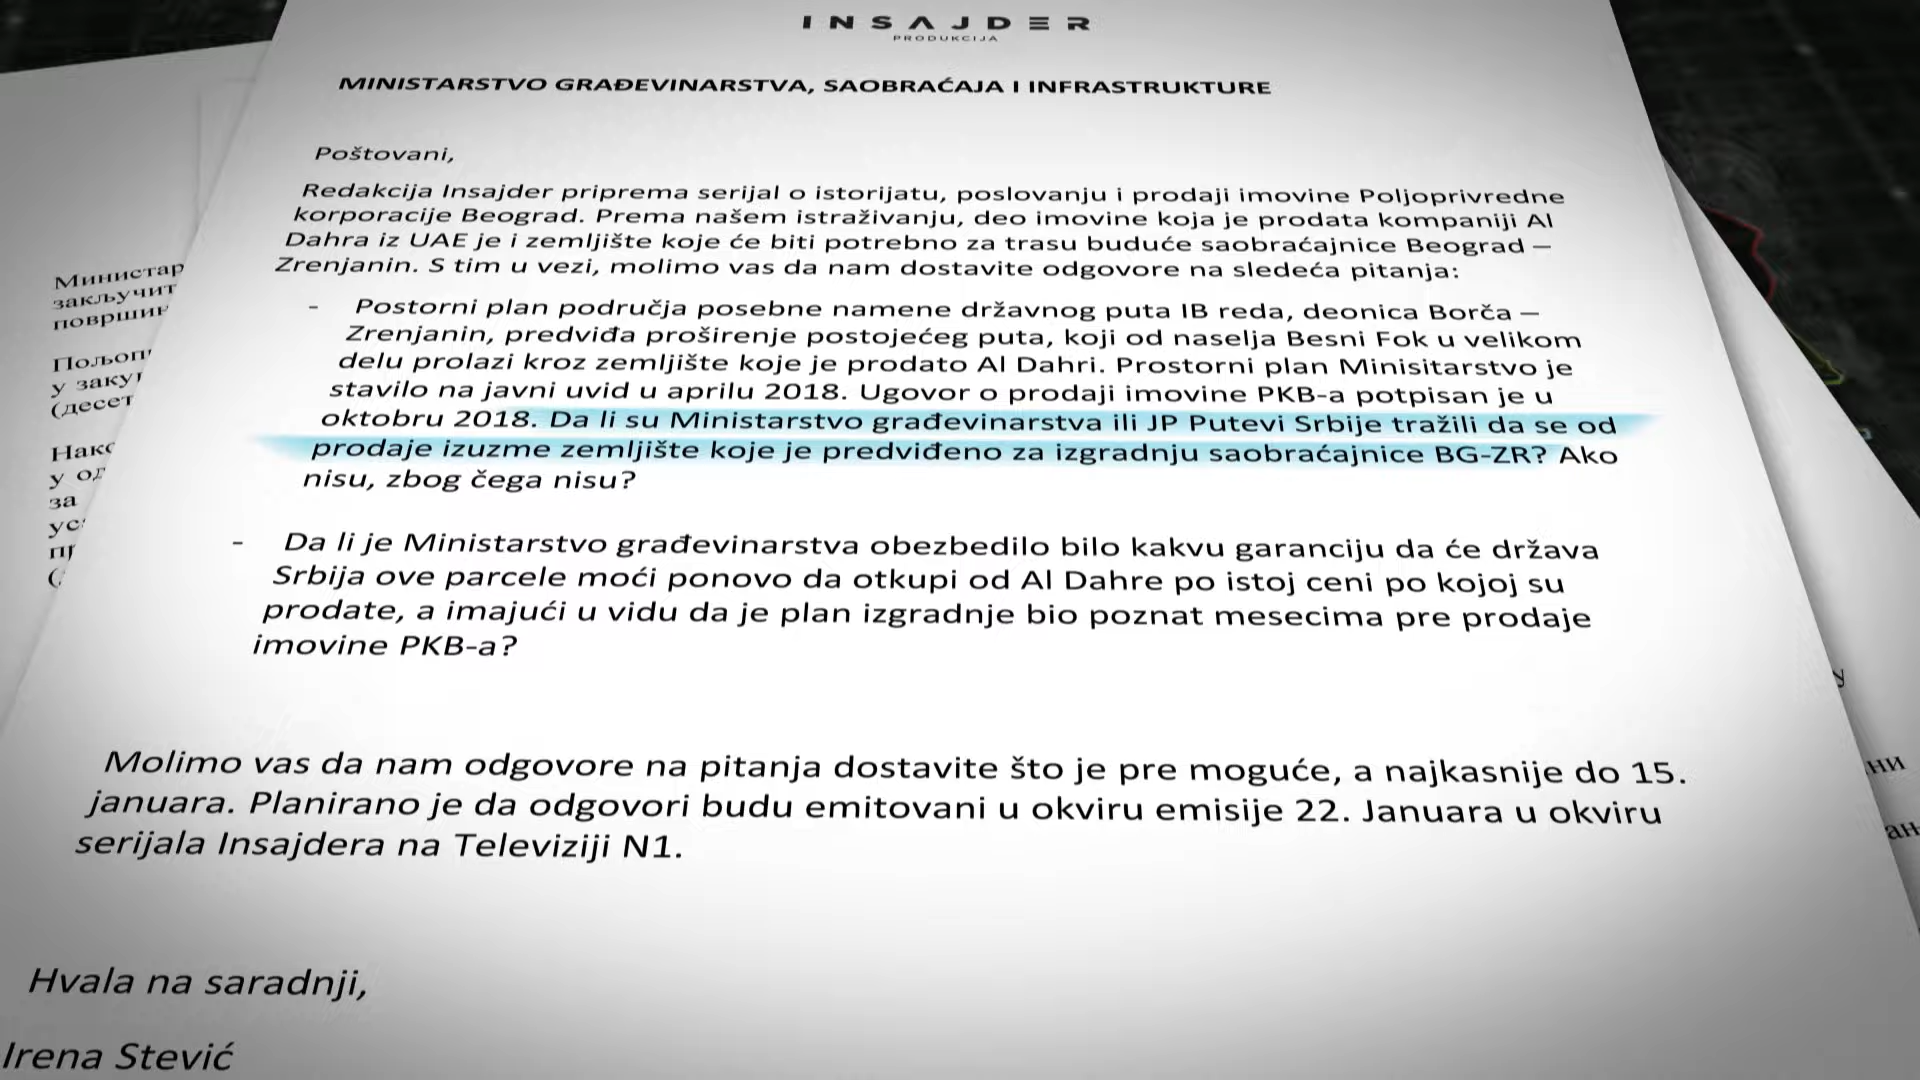 INSAJDER
PRODUKCIJA
MINISTARSTVO GRAĐEVINARSTVA, SAOBRAĆAJA I INFRASTRUKTURE
Poštovani,
Redakcija Insajder priprema serijal o istorijatu, poslovanju i prodaji imovine Poljoprivredne
korporacije Beograd. Prema našem istraživanju, deo imovine koja je prodata kompaniji Al
Dahra iz UAE je i zemljište koje će biti potrebno za trasu buduće saobraćajnice Beograd –
Zrenjanin. S tim u vezi, molimo vas da nam dostavite odgovore na sledeća pitanja:
- Postorni plan područja posebne namene državnog puta IB reda, deonica Borča –
Zrenjanin, predviđa proširenje postojećeg puta, koji od naselja Besni Fok u velikom
delu prolazi kroz zemljište koje je prodato Al Dahri. Prostorni plan Minisitarstvo je
stavilo na javni uvid u aprilu 2018. Ugovor o prodaji imovine PKB-a potpisan je u
oktobru 2018. Da li su Ministarstvo građevinarstva ili JP Putevi Srbije tražili da se od
prodaje izuzme zemljište koje je predviđeno za izgradnju saobraćajnice BG-ZR? Ako
nisu, zbog čega nisu?
- Da li je Ministarstvo građevinarstva obezbedilo bilo kakvu garanciju da će država
Srbija ove parcele moći ponovo da otkupi od Al Dahre po istoj ceni po kojoj su
prodate, a imajući u vidu da je plan izgradnje bio poznat mesecima pre prodaje
imovine PKB-a?
Molimo vas da nam odgovore na pitanja dostavite što je pre moguće, a najkasnije do 15.
januara. Planirano je da odgovori budu emitovani u okviru emisije 22. Januara u okviru
serijala Insajdera na Televiziji N1.
Hvala na saradnji,
Irena Stević
Министар
закључит
површин
Пољоп
у заку
(десет
Нак
у
за
ус